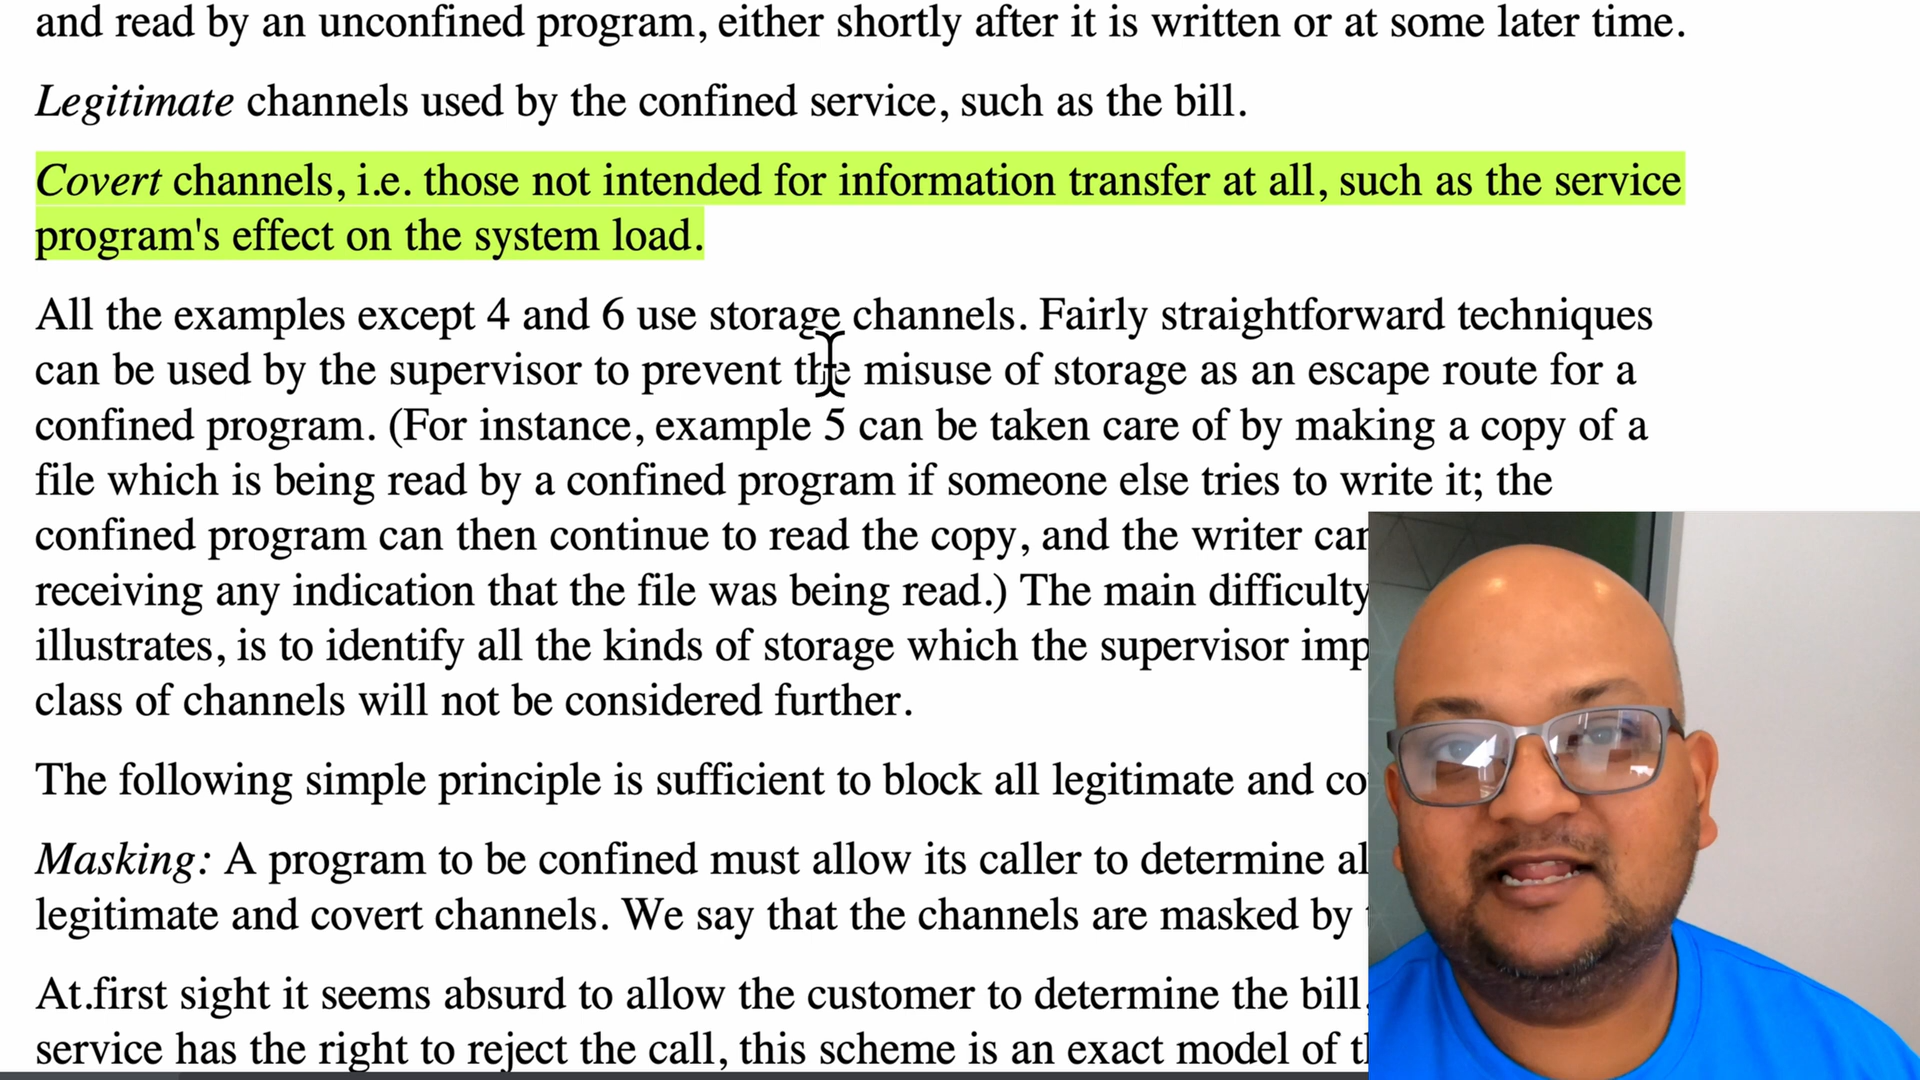 and read by an unconfined program, either shortly after it is written or at some later time.
Legitimate channels used by the confined service, such as the bill.
Covert channels, i.e. those not intended for information transfer at all, such as the service
program's effect on the system load.
All the examples except 4 and 6 use storage channels. Fairly straightforward techniques
can be used by the supervisor to prevent the misuse of storage as an escape route for a
confined program. (For instance, example 5 can be taken care of by making a copy of a
file which is being read by a confined program if someone else tries to write it; the
confined program can then continue to read the copy, and the writer
receiving any indication that the file was being read.) The main difficulty
illustrates, is to identify all the kinds of storage which the supervisor
class of channels will not be considered further.
The following simple principle is sufficient to block all legitimate and
Masking: A program to be confined must allow its caller to determine
legitimate and covert channels. We say that the channels are masked by
At.first sight it seems absurd to allow the customer to determine the bill
service has the right to reject the call, this scheme is an exact model of